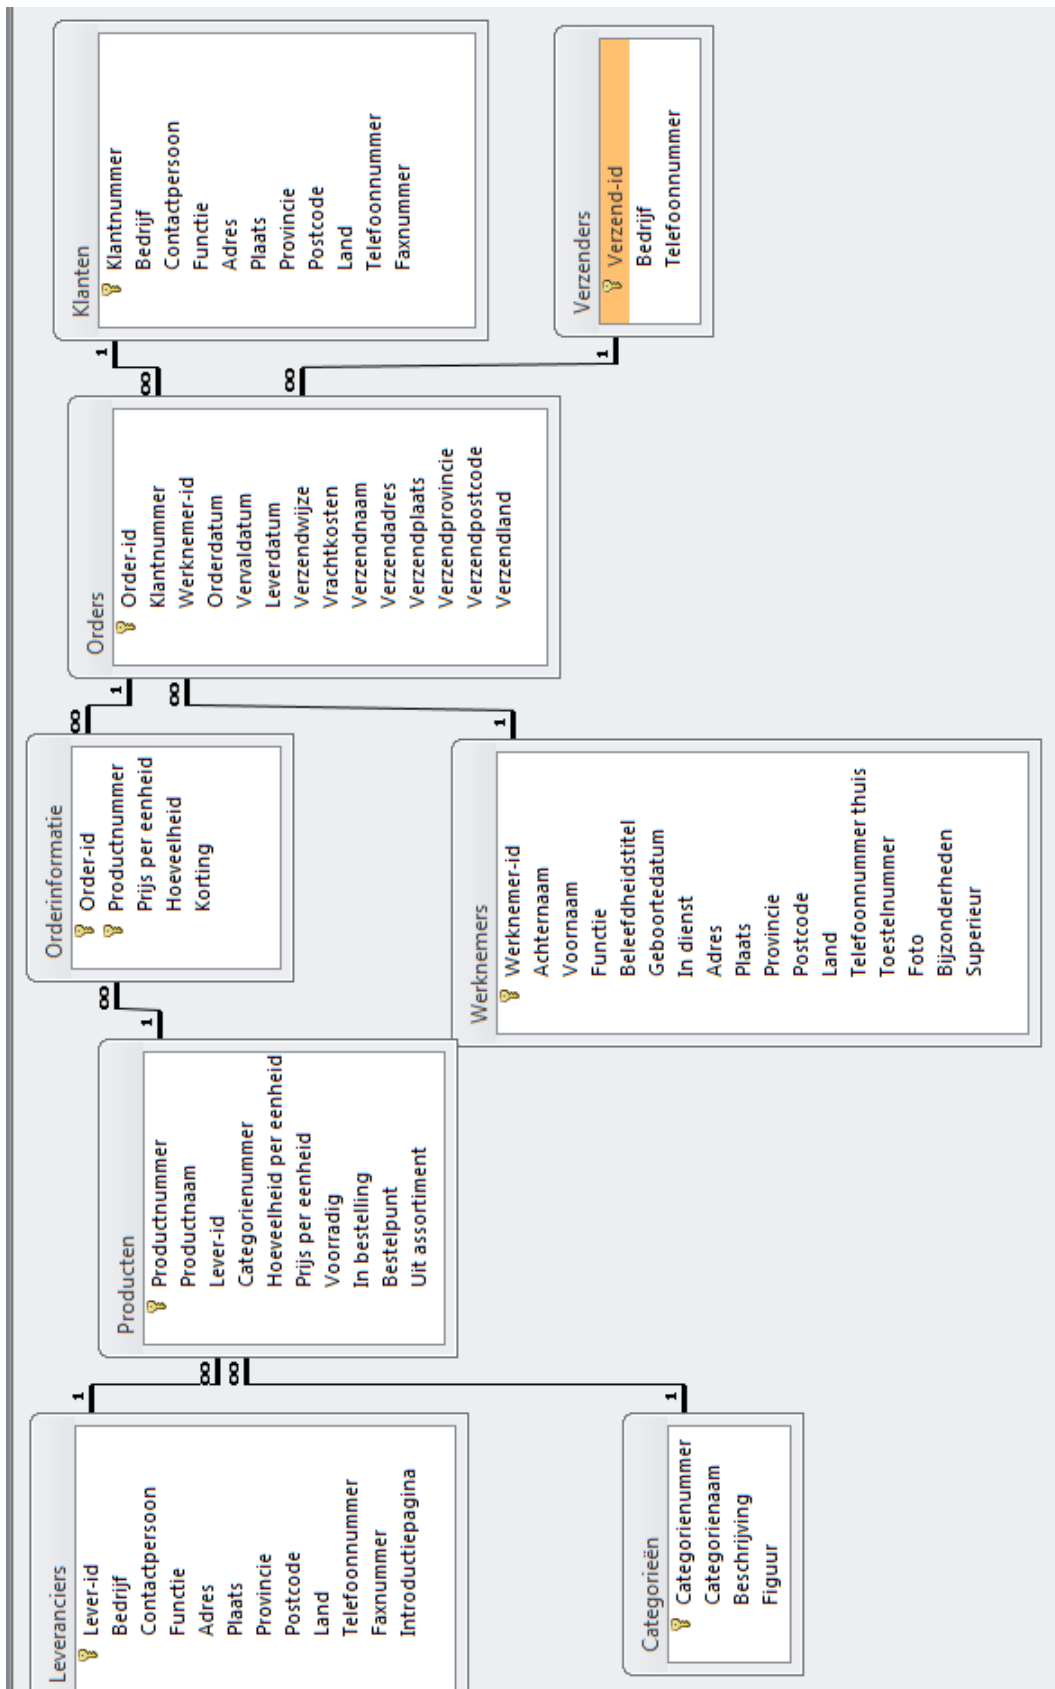 Leveranciers
Lever-id
Bedrijf
Contactpersoon
Functie
Adres
Plaats
Provincie
Postcode
Land
Telefoonnummer
Faxnummer
Introductiepagina
1
∞
Producten
Productnummer
Productnaam
Lever-id
Categorienummer
Hoeveelheid per eenheid
Prijs per eenheid
Voorradig
In bestelling
Bestelpunt
Uit assortiment
1
∞
Orderinformatie
Order-id
Productnummer
Prijs per eenheid
Hoeveelheid
Korting
∞
1
Orders
Order-id
Klantnummer
Werknemer-id
Orderdatum
Vervaldatum
Leverdatum
Verzendwijze
Vrachtkosten
Verzendnaam
Verzendadres
Verzendplaats
Verzendprovincie
Verzendpostcode
Verzendland
∞
1
Klanten
Klantnummer
Bedrijf
Contactpersoon
Functie
Adres
Plaats
Provincie
Postcode
Land
Telefoonnummer
Faxnummer
∞
1
Categorieën
Categorienummer
Categorienaam
Beschrijving
Figuur
∞
1
Werknemers
Werknemer-id
Achternaam
Voornaam
Functie
Beleefdheidstitel
Geboortedatum
In dienst
Adres
Plaats
Provincie
Postcode
Land
Telefoonnummer thuis
Toestelnummer
Foto
Bijzonderheden
Superieur
1
∞
∞
1
Verzenders
Verzend-id
Bedrijf
Telefoonnummer